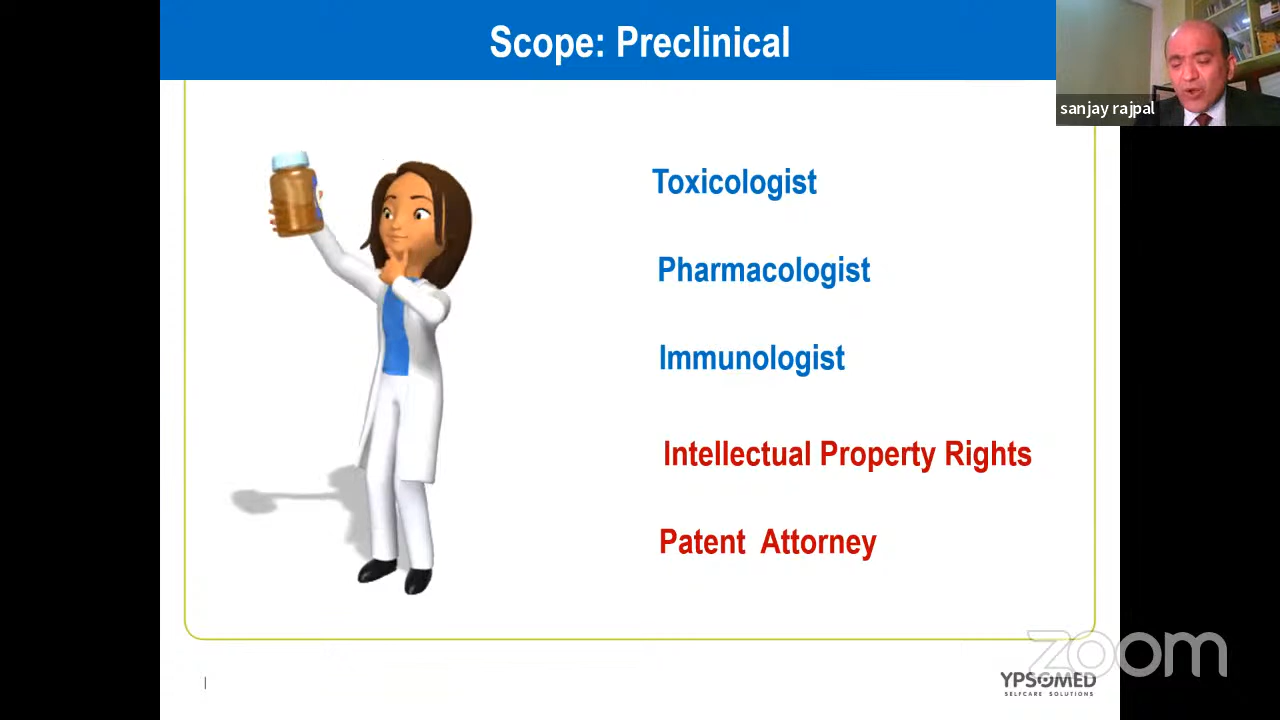 Scope: Preclinical
sanjay rajpal
Toxicologist
Pharmacologist
Immunologist
Intellectual Property Rights
Patent Attorney
zoom
YPSOMED
SELFCARE SOLUTIONS